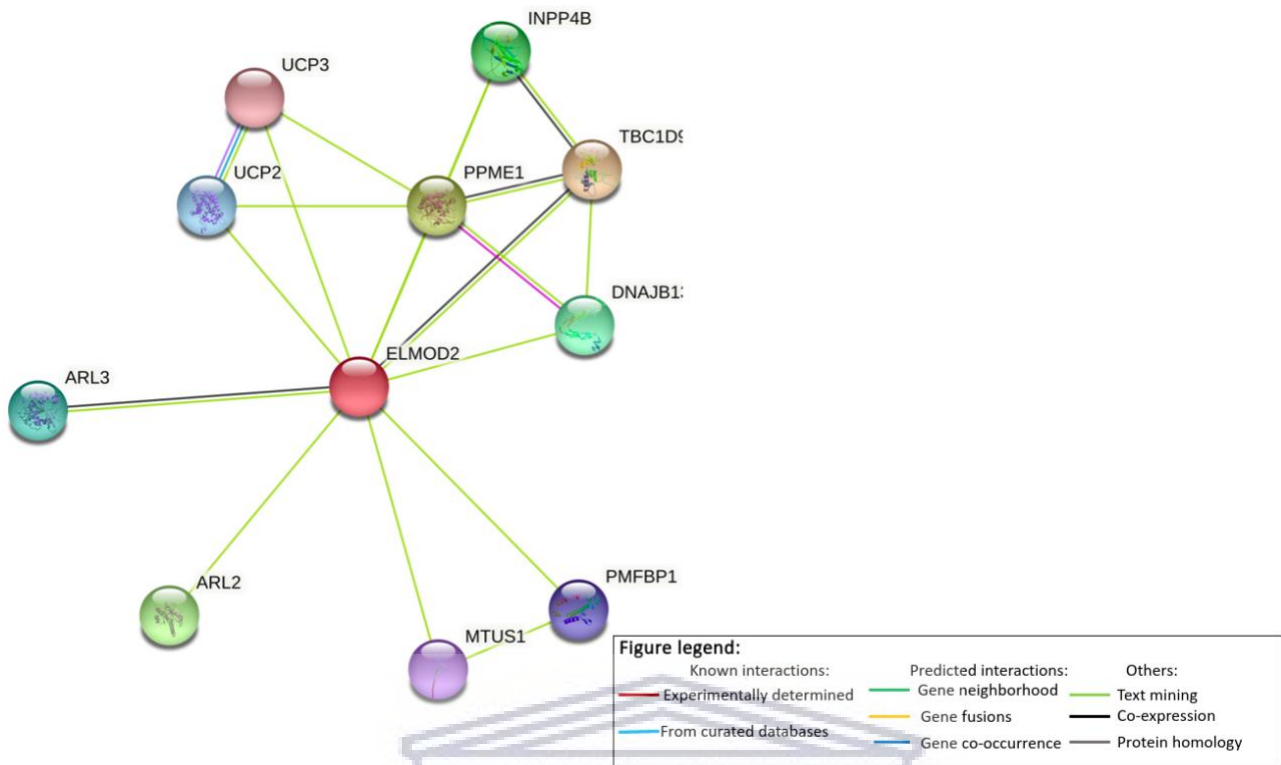 INPP4B
UCP3
TBC1D9
UCP2
PPME1
DNAJB13
ELMOD2
ARL3
ARL2
PMFBP1
MTUS1
Figure legend:
Known interactions: Predicted interactions: Others:
Experimentally determined Gene neighborhood Text mining
From curated databases Gene fusions Co-expression
Gene co-occurrence Protein homology